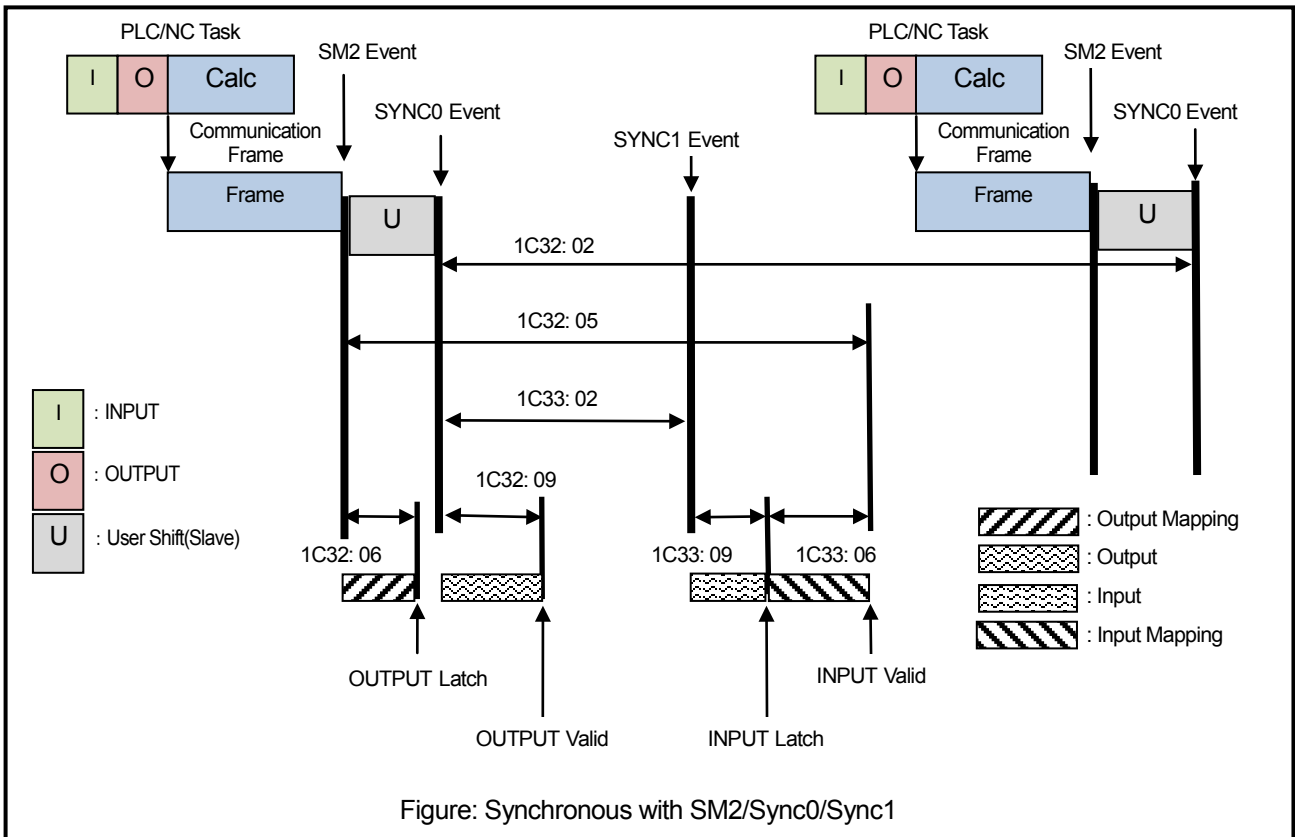 PLC/NC Task
I
O
Calc
SM2 Event
SYNC0 Event
Communication
Frame
Frame
U
SYNC1 Event
PLC/NC Task
I
O
Calc
SM2 Event
SYNC0 Event
Communication
Frame
Frame
U
1C32: 02
1C32: 05
1C33: 02
1C32: 09
1C32: 06
1C33: 09
1C33: 06
I
: INPUT
O
: OUTPUT
U
: User Shift(Slave)
: Output Mapping
: Output
: Input
: Input Mapping
OUTPUT Latch
OUTPUT Valid
INPUT Latch
INPUT Valid
Figure: Synchronous with SM2/Sync0/Sync1